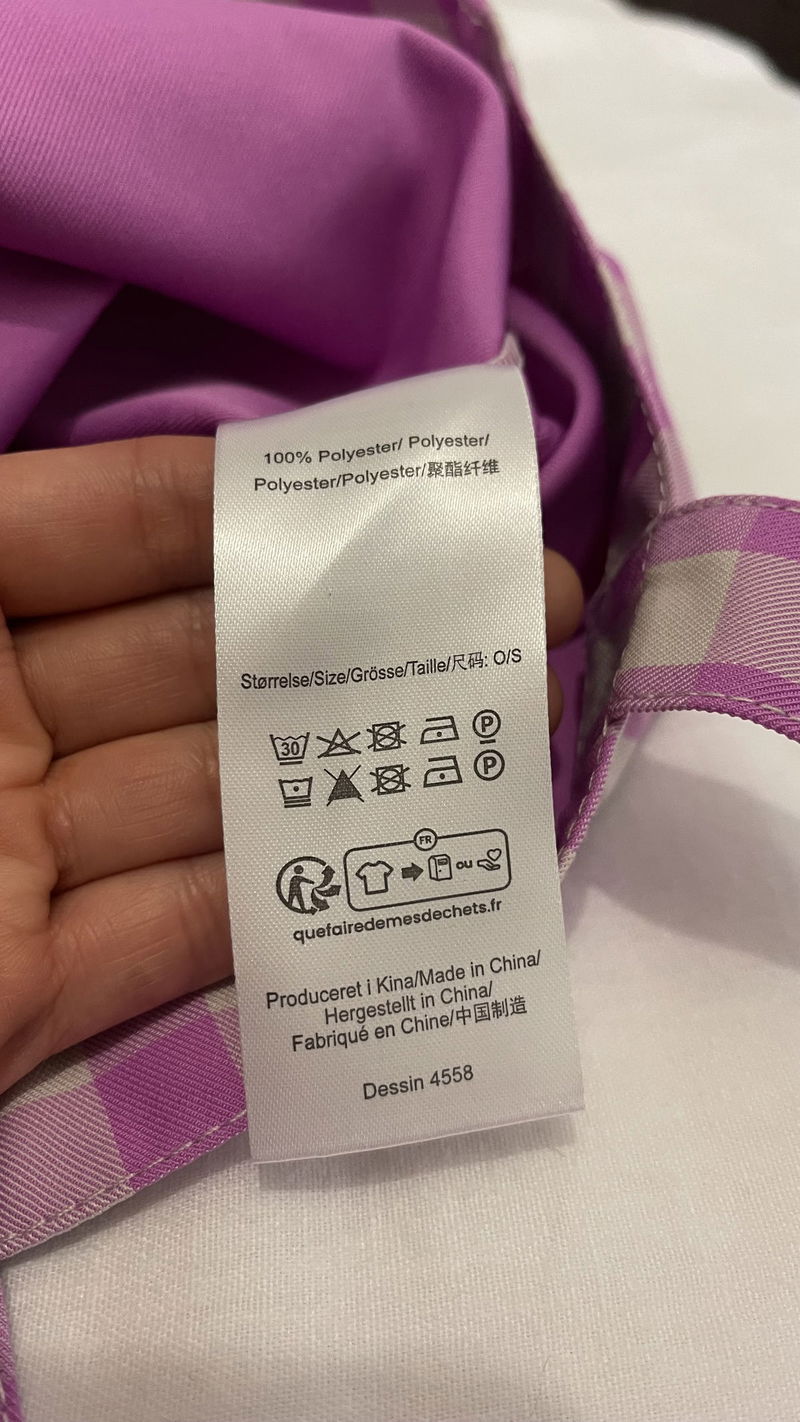 100% Polyester/ Polyester/
Polyester/Polyester/聚酯纤维
Størrelse/Size/Grösse/Taille/尺码: O/S
30 P
P
FR
ou
quefairedemesdechets.fr
Produceret i Kina/Made in China/
Hergestellt in China/
Fabriqué en Chine/中国制造
Dessin 4558